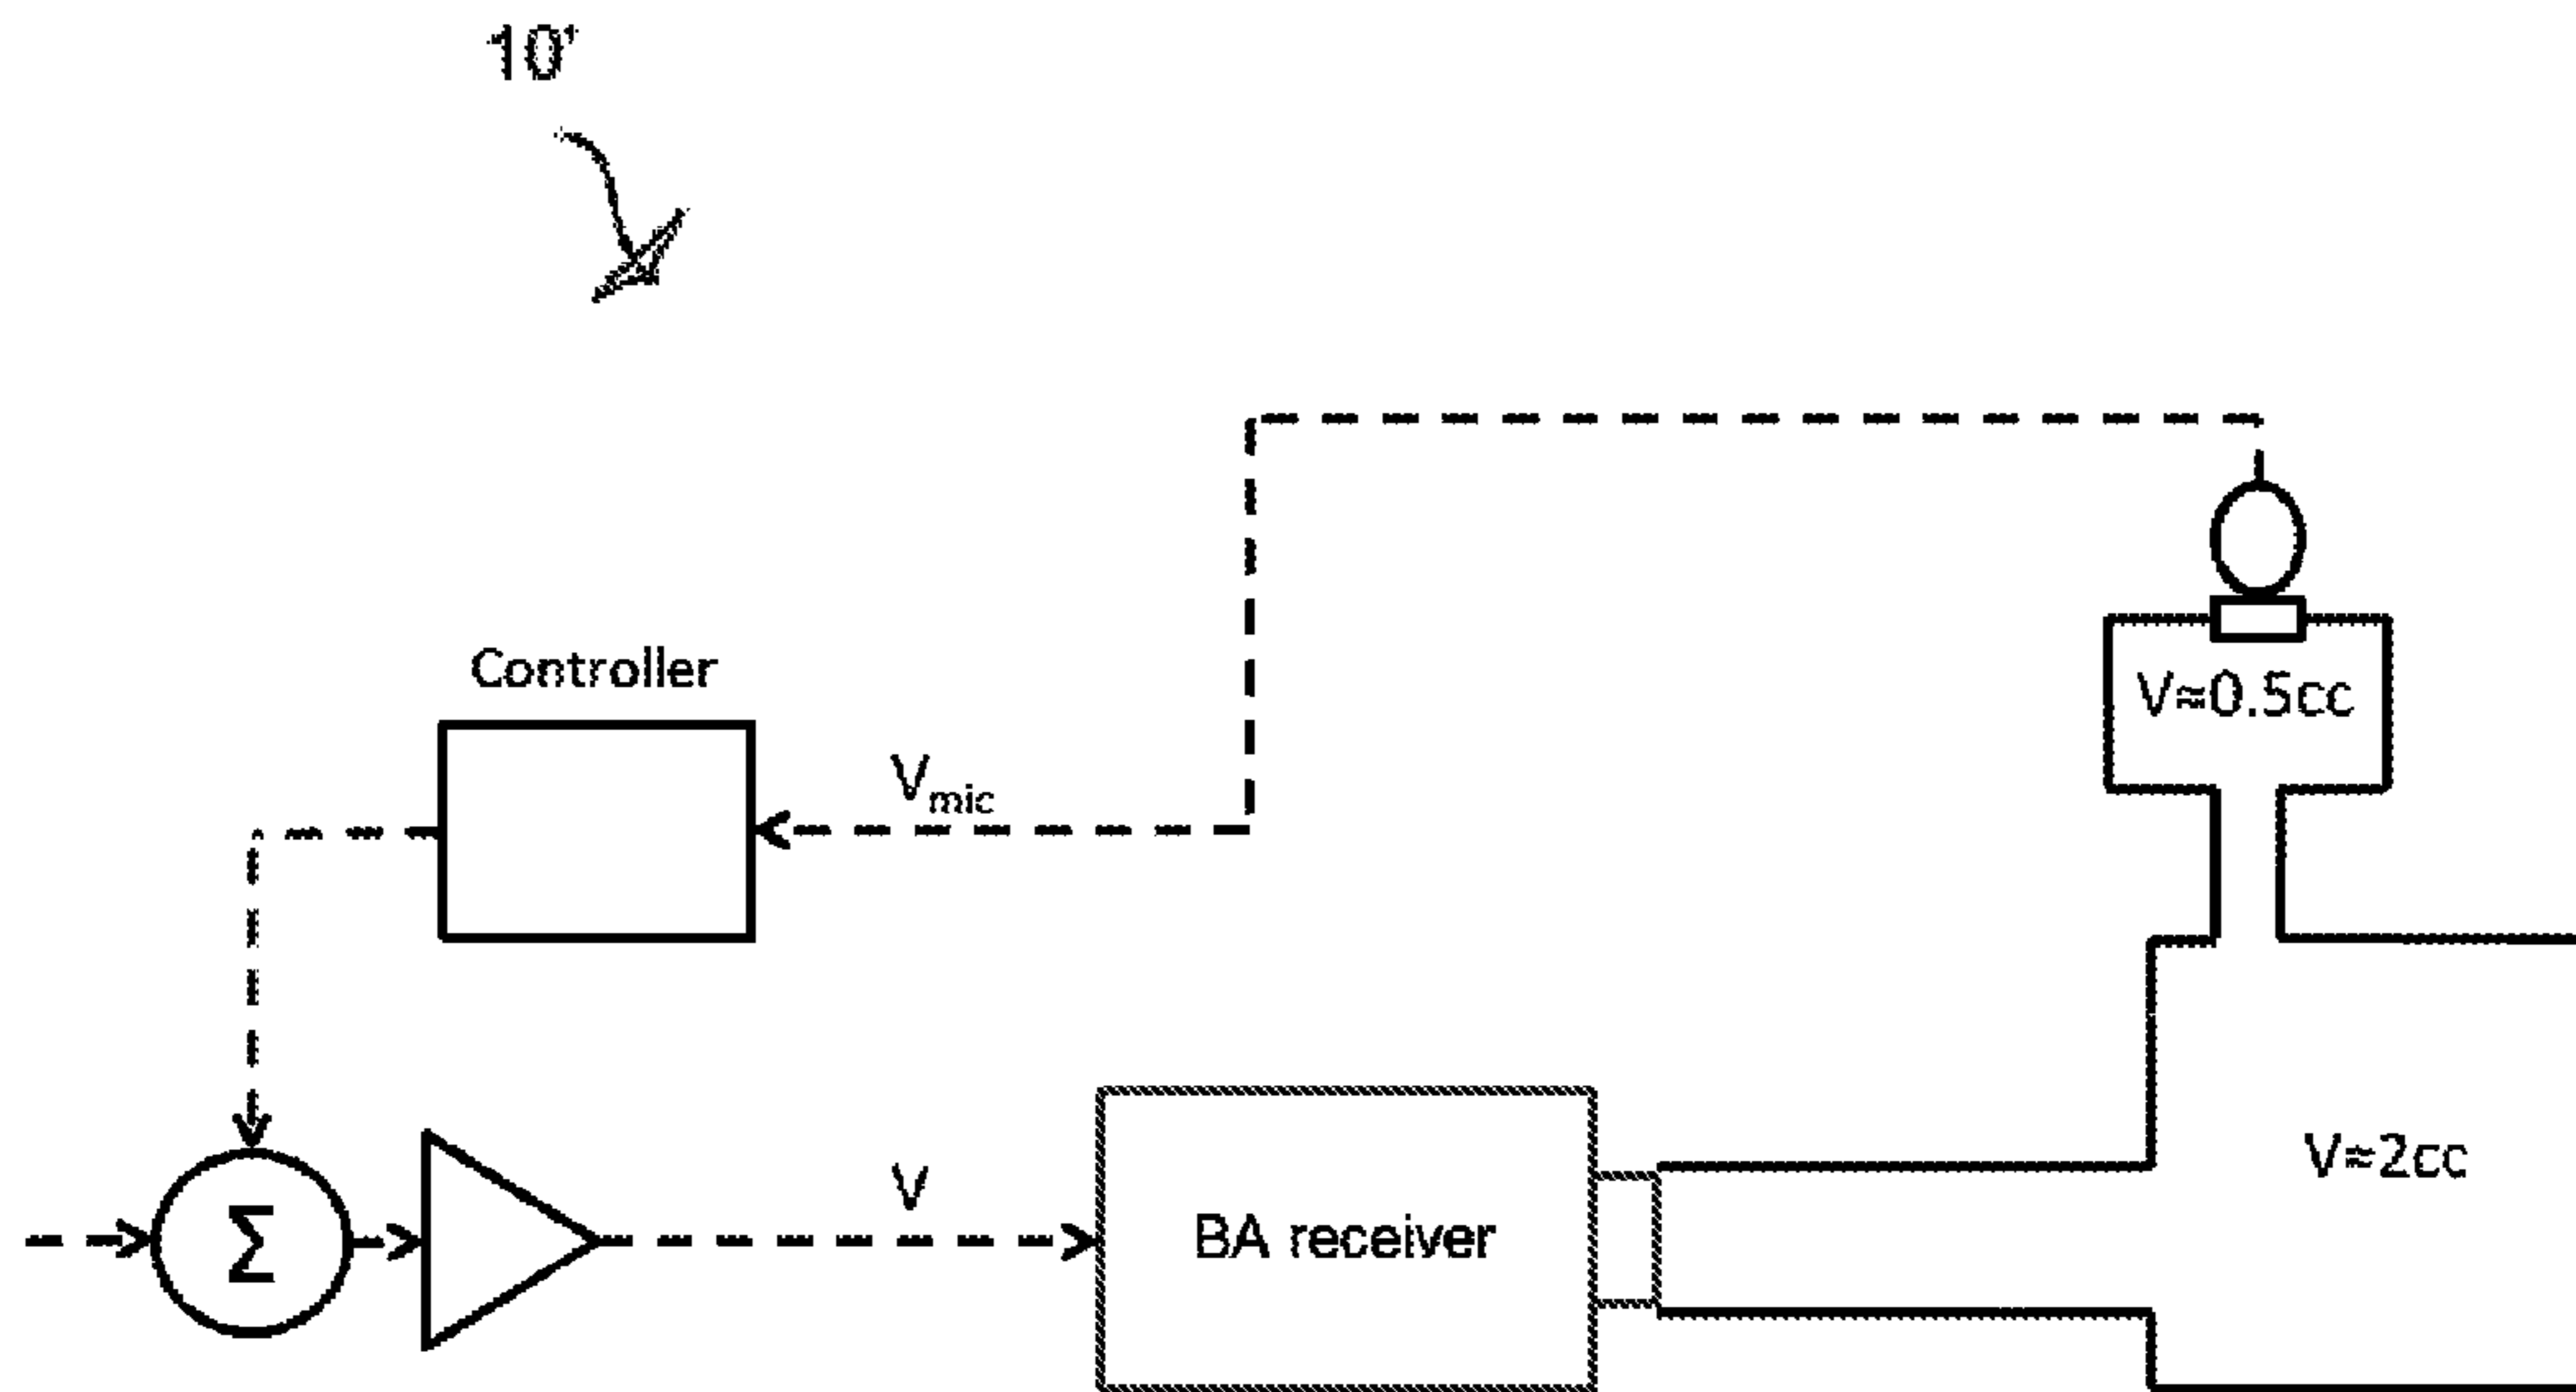 10'
Controller
V≈0.5cc
Vmic
V
V≈2cc
BA receiver
Σ